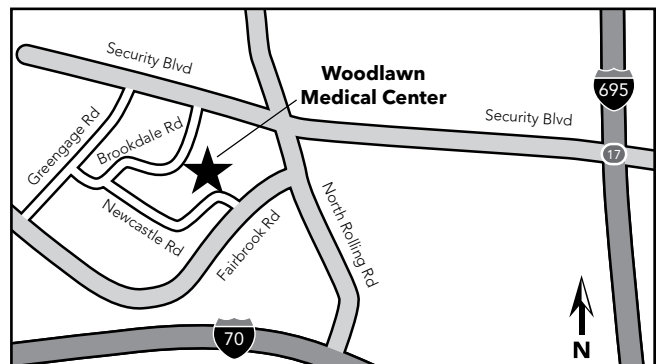 Security Blvd
Woodlawn
Medical Center
695
Security Blvd
17
Greengage Rd
Brookdale Rd
Newcastle Rd
Fairbrook Rd
North Rolling Rd
70
N